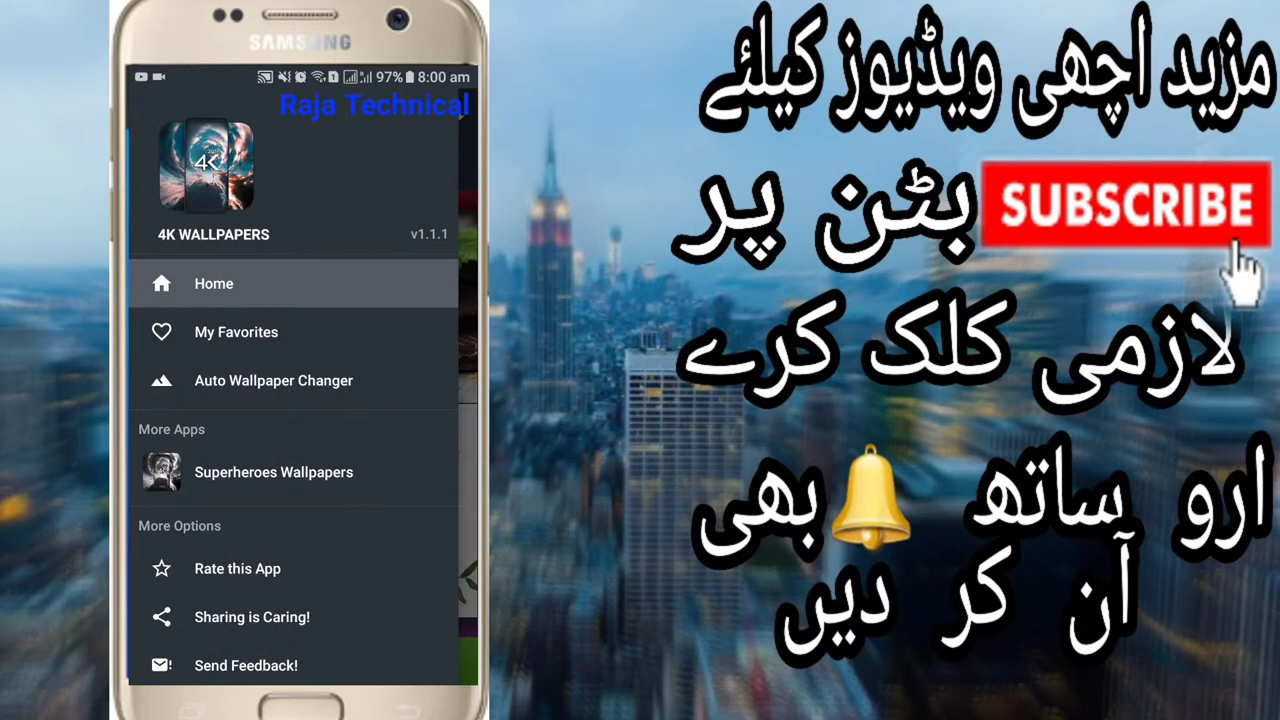 SAMSUNG
97% 8:00 am
Raja Technical
4K
4K WALLPAPERS
v1.1.1
Home
My Favorites
Auto Wallpaper Changer
More Apps
Superheroes Wallpapers
More Options
Rate this App
Sharing is Caring!
Send Feedback!
مزید اچھی ویڈیوز کیلئے
SUBSCRIBE بٹن پر
لازمی کلک کرے
ارو ساتھ بھی
آن کر دیں